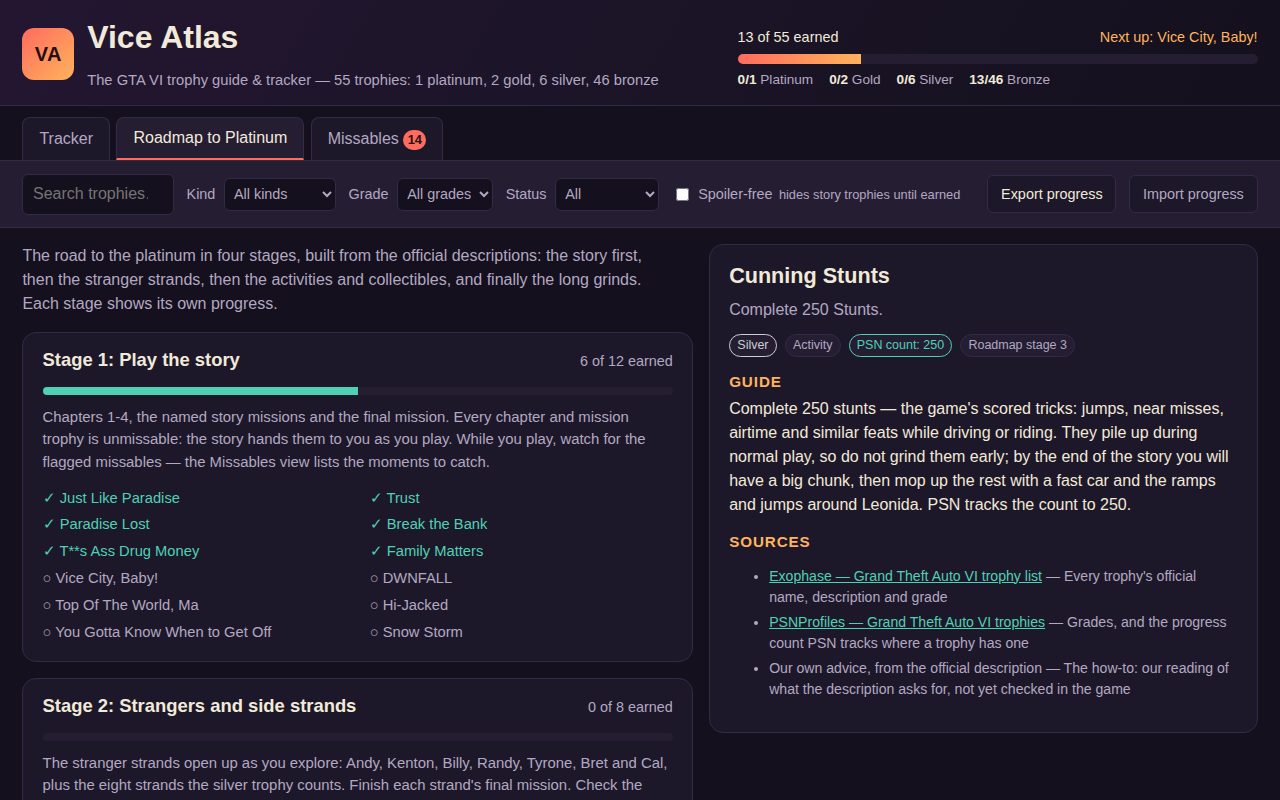 VA
Vice Atlas
The GTA VI trophy guide & tracker — 55 trophies: 1 platinum, 2 gold, 6 silver, 46 bronze
13 of 55 earned
Next up: Vice City, Baby!
0/1 Platinum 0/2 Gold 0/6 Silver 13/46 Bronze
Tracker
Roadmap to Platinum
Missables 14
Search trophies.
Kind
All kinds
Grade
All grades
Status
All
Spoiler-free hides story trophies until earned
Export progress
Import progress
The road to the platinum in four stages, built from the official descriptions: the story first,
then the stranger strands, then the activities and collectibles, and finally the long grinds.
Each stage shows its own progress.
Stage 1: Play the story
6 of 12 earned
Chapters 1-4, the named story missions and the final mission. Every chapter and mission
trophy is unmissable: the story hands them to you as you play. While you play, watch for the
flagged missables — the Missables view lists the moments to catch.
✓ Just Like Paradise
✓ Trust
✓ Paradise Lost
✓ Break the Bank
✓ T**s Ass Drug Money
✓ Family Matters
○ Vice City, Baby!
○ DWNFALL
○ Top Of The World, Ma
○ Hi-Jacked
○ You Gotta Know When to Get Off
○ Snow Storm
Stage 2: Strangers and side strands
0 of 8 earned
The stranger strands open up as you explore: Andy, Kenton, Billy, Randy, Tyrone, Bret and Cal,
plus the eight strands the silver trophy counts. Finish each strand's final mission. Check the
Cunning Stunts
Complete 250 Stunts.
Silver
Activity
PSN count: 250
Roadmap stage 3
GUIDE
Complete 250 stunts — the game's scored tricks: jumps, near misses,
airtime and similar feats while driving or riding. They pile up during
normal play, so do not grind them early; by the end of the story you will
have a big chunk, then mop up the rest with a fast car and the ramps
and jumps around Leonida. PSN tracks the count to 250.
SOURCES
• Exophase — Grand Theft Auto VI trophy list — Every trophy's official
name, description and grade
• PSNProfiles — Grand Theft Auto VI trophies — Grades, and the progress
count PSN tracks where a trophy has one
• Our own advice, from the official description — The how-to: our reading of
what the description asks for, not yet checked in the game